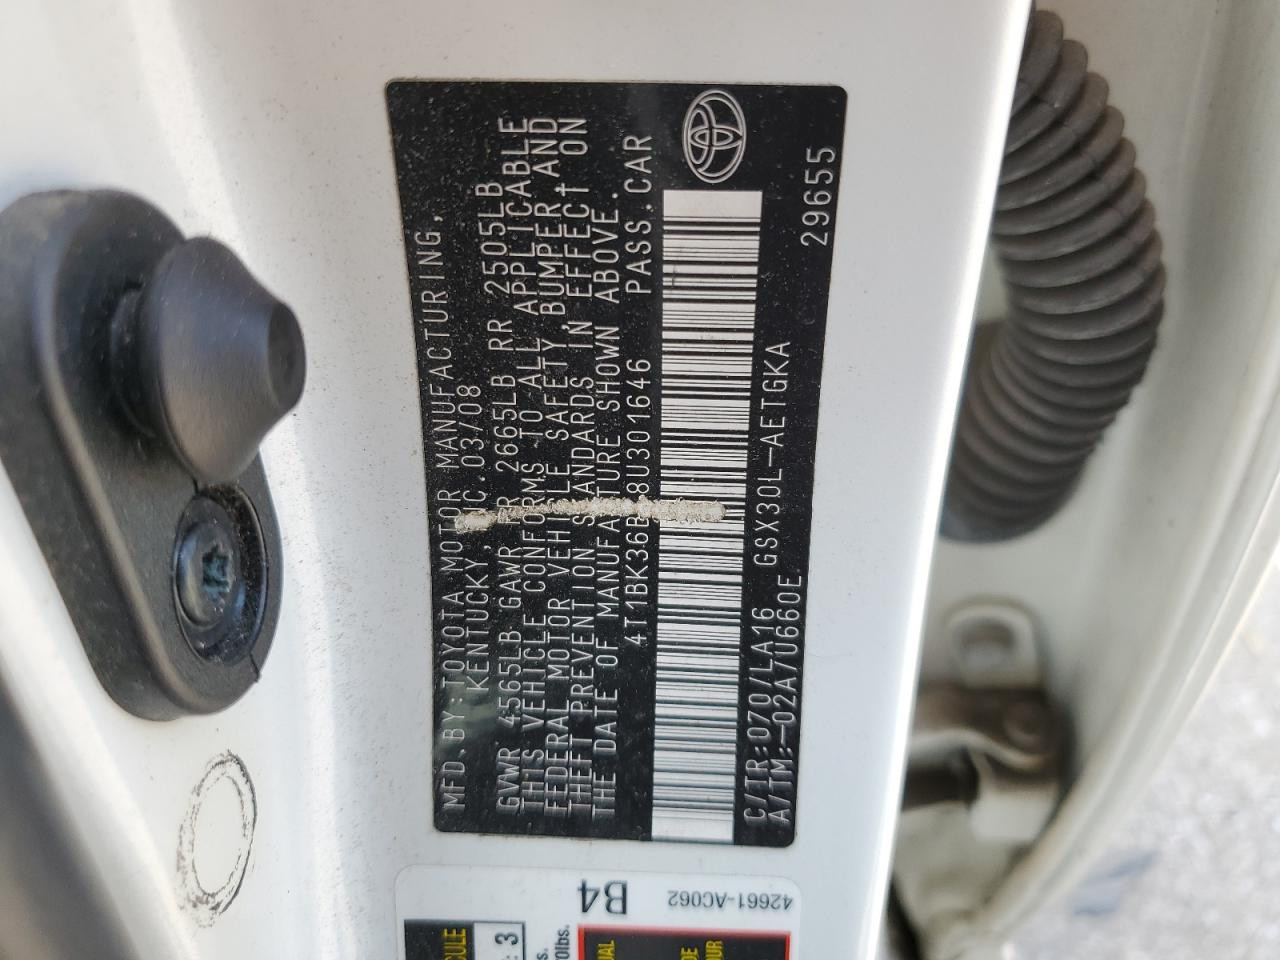 MFD.BY:TOYOTA MOTOR MANUFACTURING,
KENTUCKY, INC. 03/08
GVWR 4565LB GAWR FR 2665LB RR 2505LB
THIS VEHICLE CONFORMS TO ALL APPLICABLE
FEDERAL MOTOR VEHICLE SAFETY, BUMPER, AND
THEFT PREVENTION STANDARDS IN EFFECT ON
THE DATE OF MANUFACTURE SHOWN ABOVE.
PASS.CAR
C/TR:070/LA16 GSX30L-AETGKA
A/TM:-02A/U660E 29655
B4
42661-AC062
3